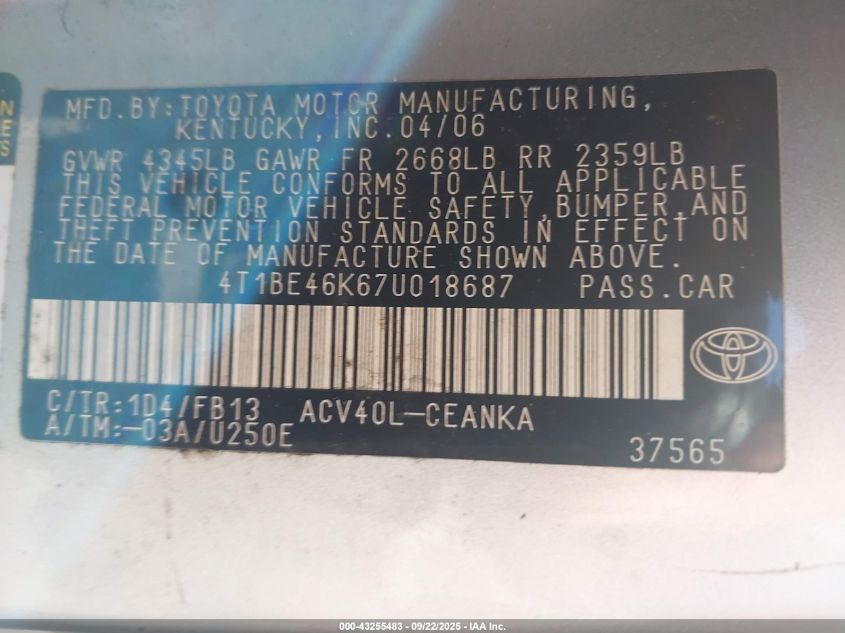 N
LE
TS
MFD.BY:TOYOTA MOTOR MANUFACTURING,
KENTUCKY,INC.04/06
GVWR 4345LB GAWR FR 2668LB RR 2359LB
THIS VEHICLE CONFORMS TO ALL APPLICABLE
FEDERAL MOTOR VEHICLE SAFETY,BUMPER,AND
THEFT PREVENTION STANDARDS IN EFFECT ON
THE DATE OF MANUFACTURE SHOWN ABOVE.
4T1BE46K67U018687 PASS.CAR
C/TR:1D4/FB13 ACV40L-CEANKA
A/TM:-03A/U250E
37565
000-43255483 - 09/22/2025 - IAA Inc.